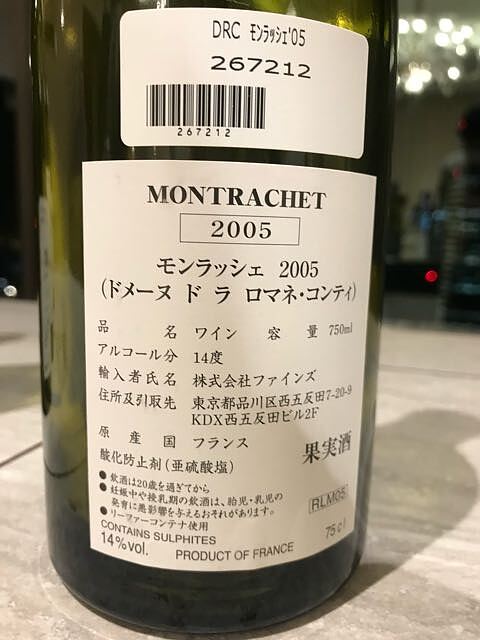 DRC ﾓﾝﾗｯｼｪ'05
267212
267212
MONTRACHET
2005
モンラッシェ 2005
(ドメーヌ ド ラ ロマネ・コンティ)
品 名 ワイン 容 量 750ml
アルコール分 14度
輸入者氏名 株式会社ファインズ
住所及引取先 東京都品川区西五反田7-20-9
KDX西五反田ビル2F
原 産 国 フランス
果実酒
酸化防止剤(亜硫酸塩)
●飲酒は20歳を過ぎてから
●妊娠中や授乳期の飲酒は、胎児・乳児の
発育に悪影響を与えるおそれがあります。
●リーファーコンテナ使用
RLM05
CONTAINS SULPHITES
14%vol. PRODUCT OF FRANCE 75cl